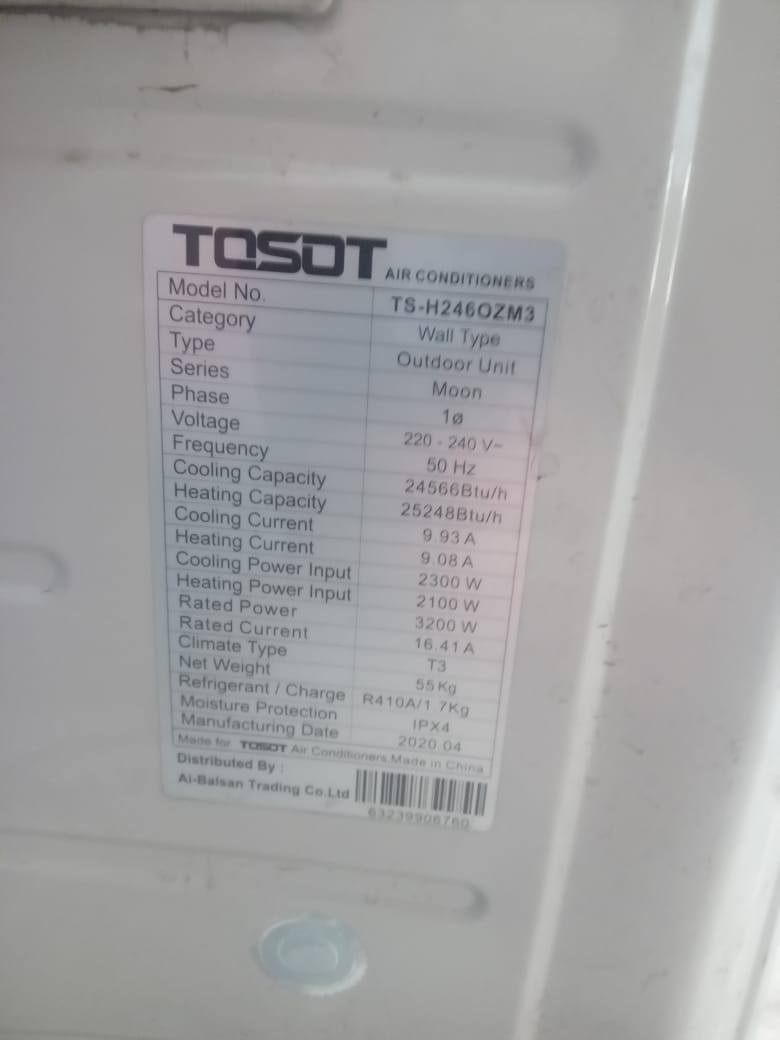 TOSOT AIR CONDITIONERS
Model No. TS-H246OZM3
Category Wall Type
Type Outdoor Unit
Series Moon
Phase 1ø
Voltage 220 - 240 V~
Frequency 50 Hz
Cooling Capacity 24566Btu/h
Heating Capacity 25248Btu/h
Cooling Current 9.93 A
Heating Current 9.08 A
Cooling Power Input 2300 W
Heating Power Input 2100 W
Rated Power 3200 W
Rated Current 16.41 A
Climate Type T3
Net Weight 55Kg
Refrigerant / Charge R410A/1.7Kg
Moisture Protection IPX4
Manufacturing Date 2020.04
Made for TOSOT Air Conditioners,Made in China
Distributed By :
Al-Balsan Trading Co.Ltd
63239906760